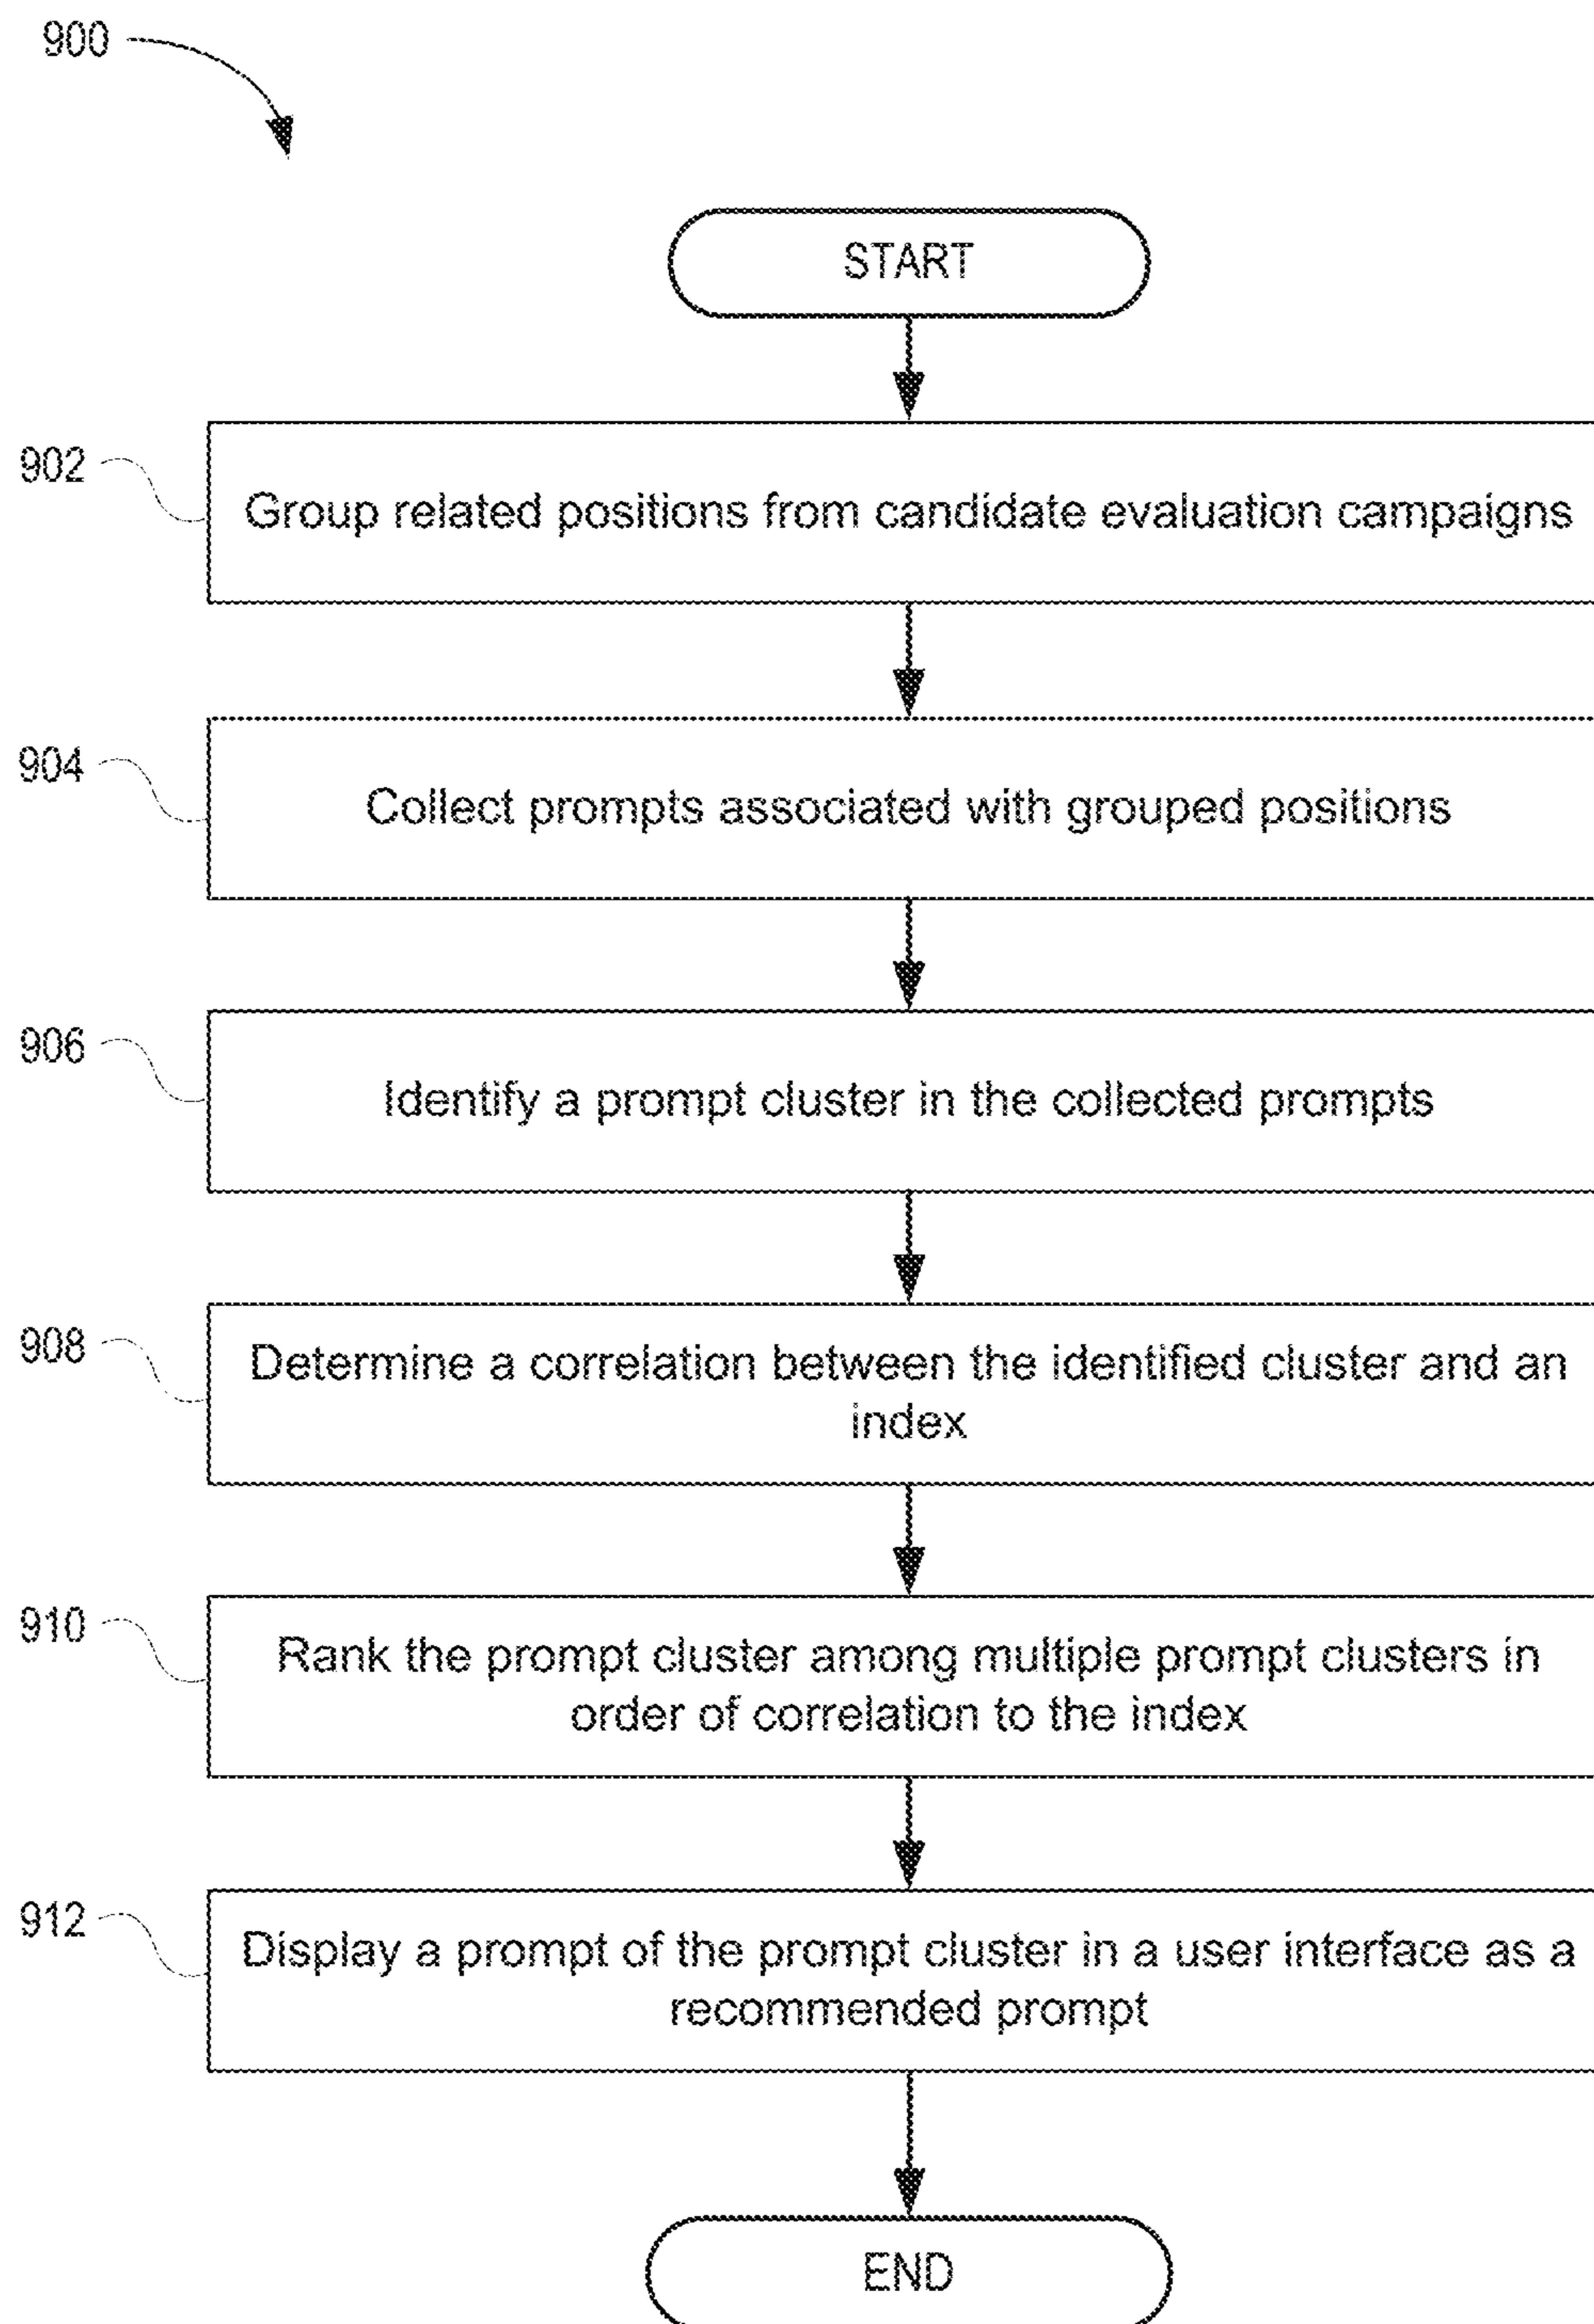 900
START
902
Group related positions from candidate evaluation campaigns
904
Collect prompts associated with grouped positions
906
Identify a prompt cluster in the collected prompts
908
Determine a correlation between the identified cluster and an
index
910
Rank the prompt cluster among multiple prompt clusters in
order of correlation to the index
912
Display a prompt of the prompt cluster in a user interface as a
recommended prompt
END